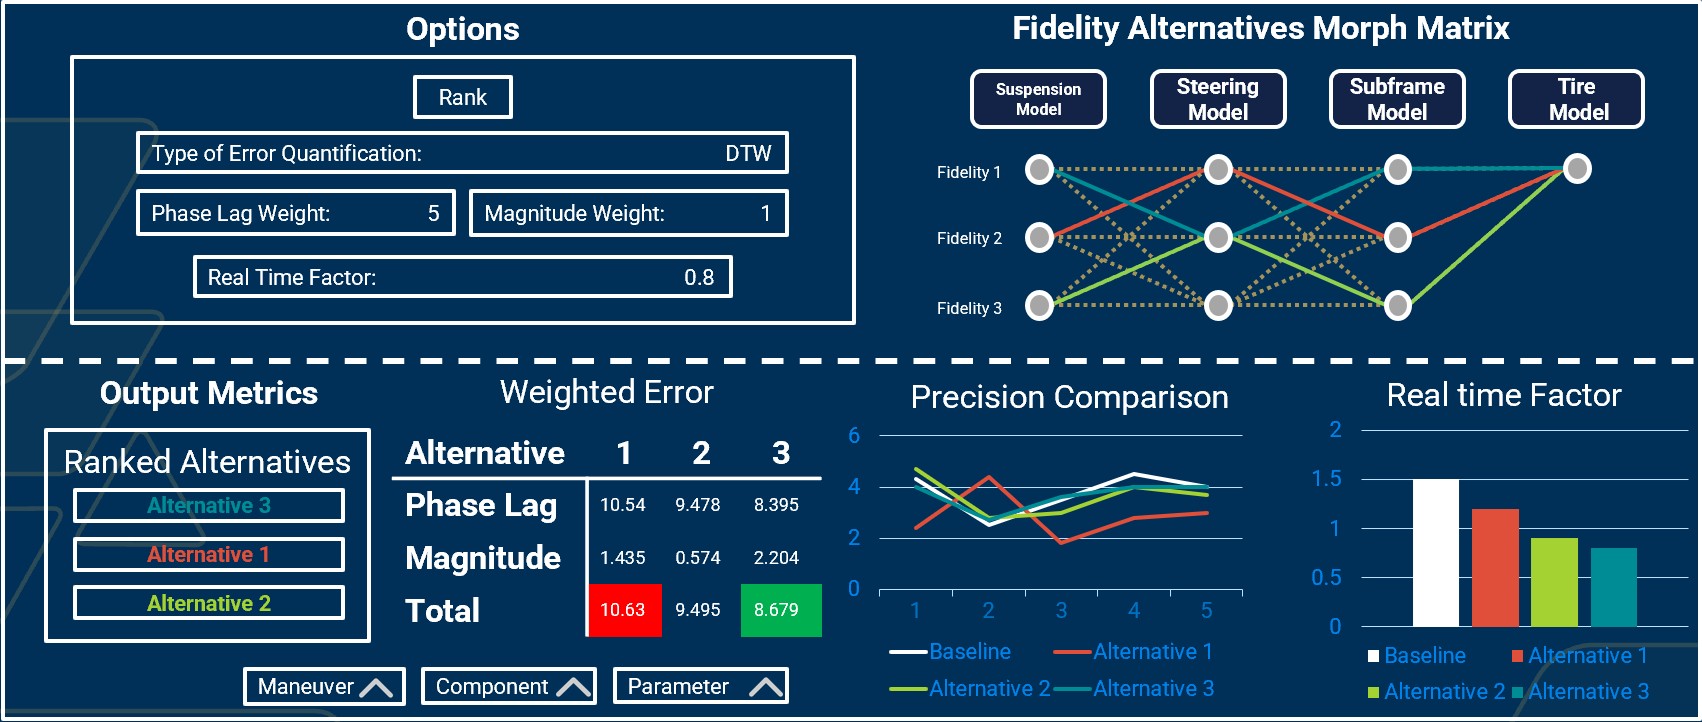 Options
Rank
Type of Error Quantification: DTW
Phase Lag Weight: 5
Magnitude Weight: 1
Real Time Factor: 0.8
Fidelity Alternatives Morph Matrix
Suspension
Model
Steering
Model
Subframe
Model
Tire
Model
Fidelity 1
Fidelity 2
Fidelity 3
Output Metrics
Ranked Alternatives
Alternative 3
Alternative 1
Alternative 2
Weighted Error
Alternative 1 2 3
Phase Lag 10.54 9.478 8.395
Magnitude 1.435 0.574 2.204
Total 10.63 9.495 8.679
Maneuver
Component
Parameter
Precision Comparison
6
4
2
0
1 2 3 4 5
Baseline Alternative 1
Alternative 2 Alternative 3
Real time Factor
2
1.5
1
0.5
0
Baseline Alternative 1
Alternative 2 Alternative 3